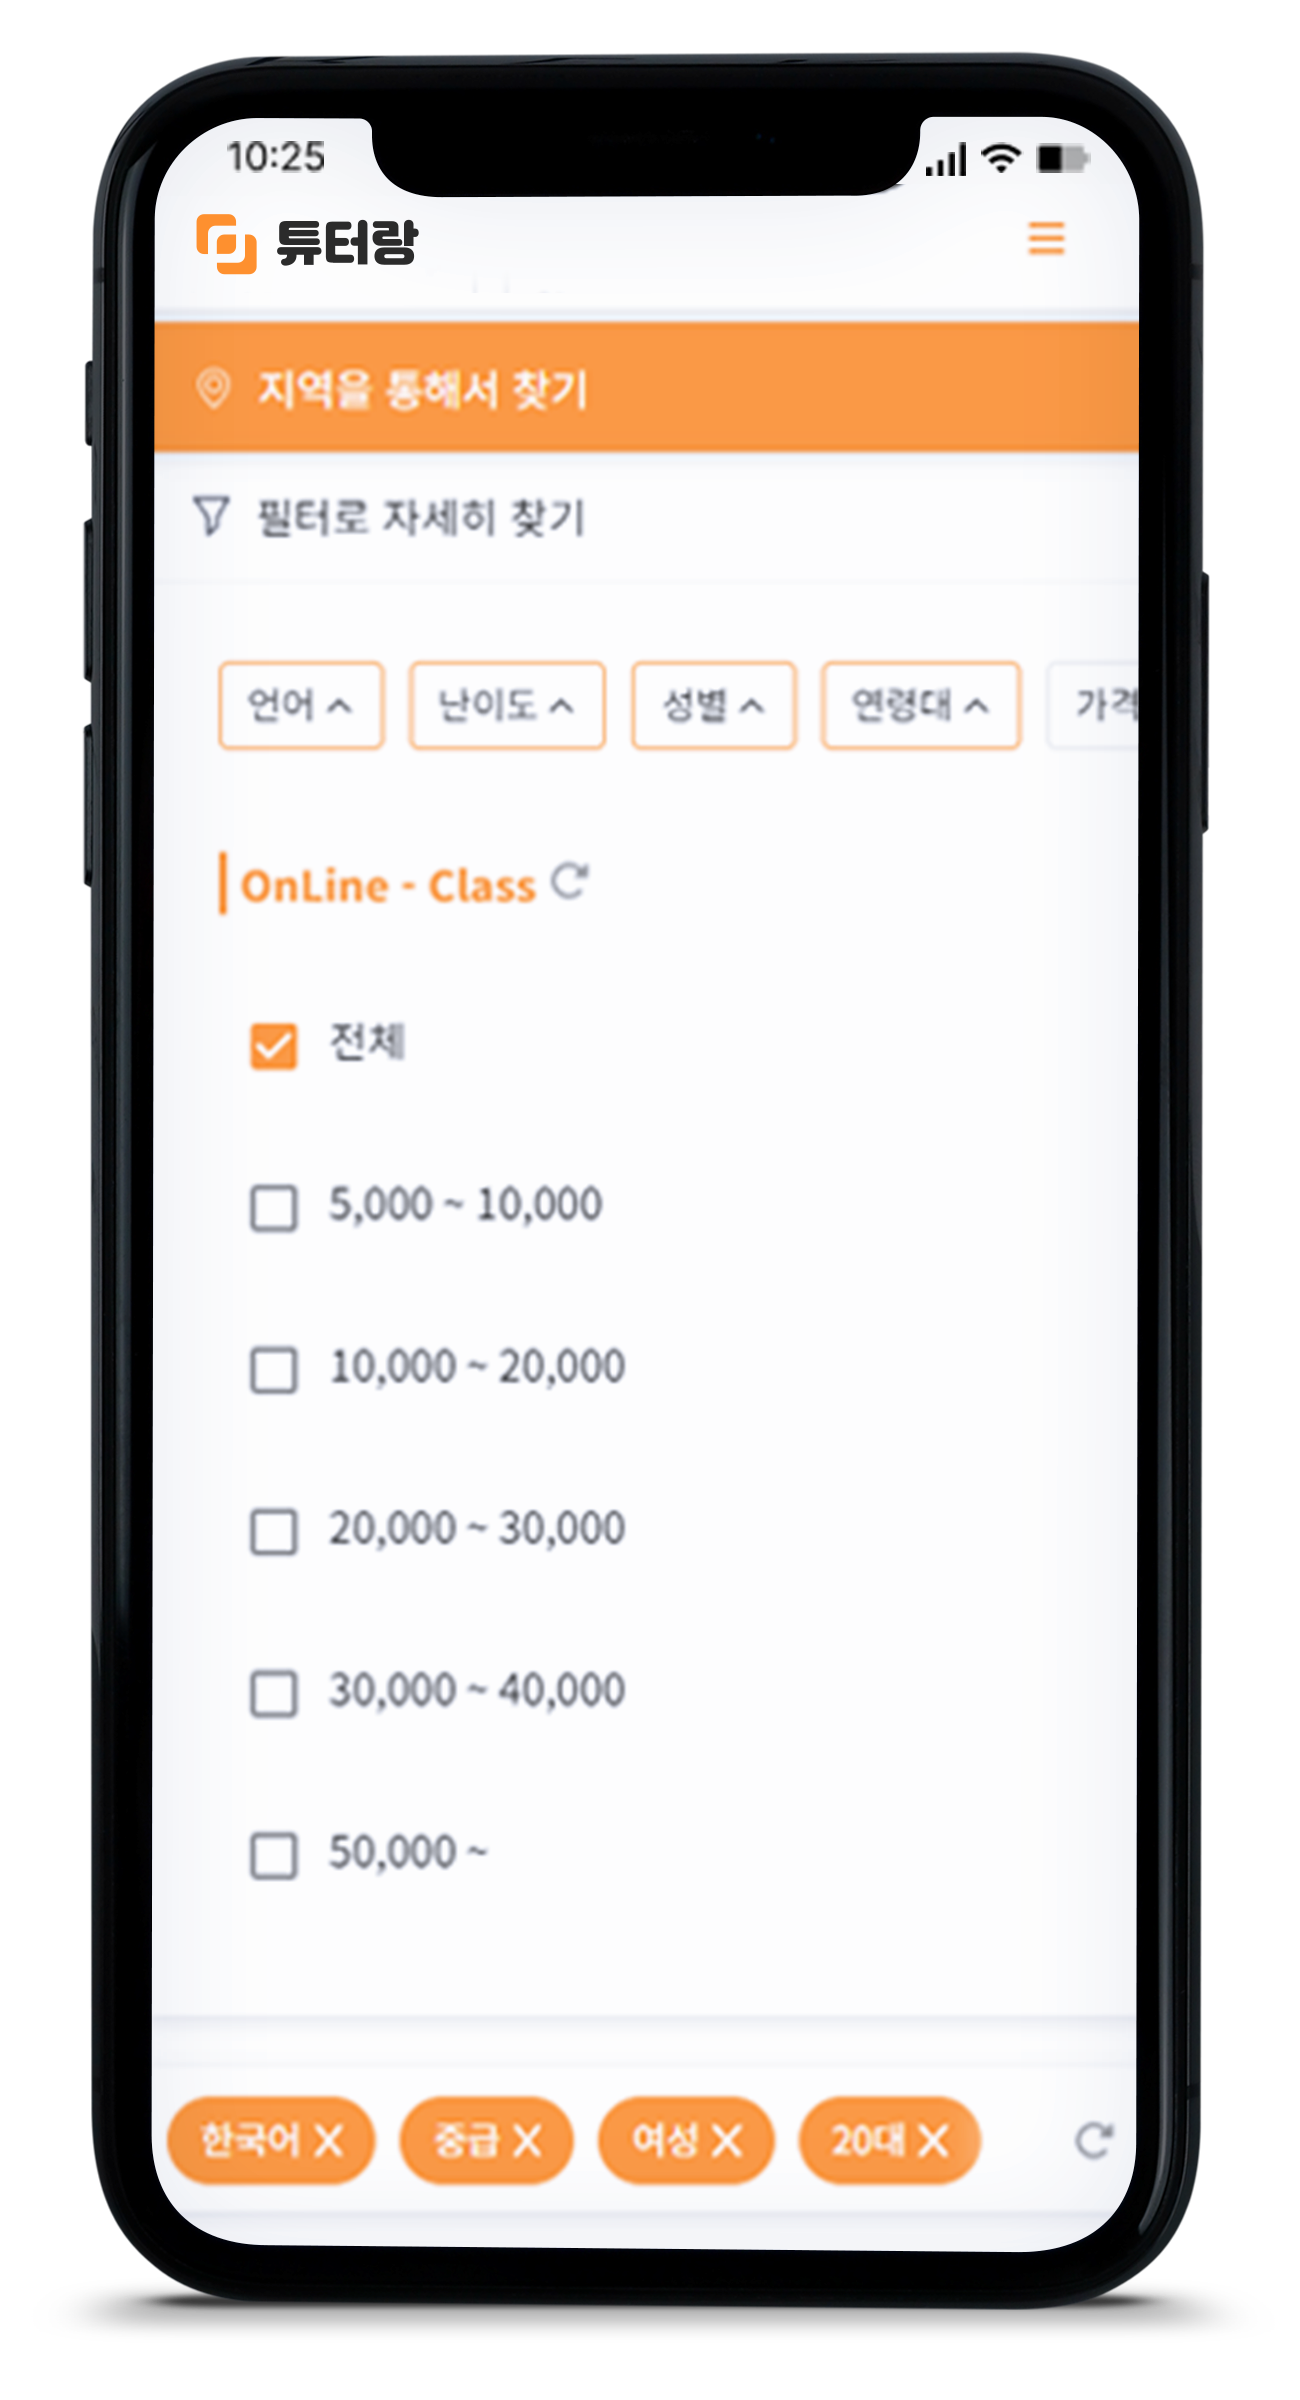 10:25
튜터랑
지역을 통해서 찾기
필터로 자세히 찾기
언어 난이도 성별 연령대 가격
OnLine - Class
전체
5,000 ~ 10,000
10,000 ~ 20,000
20,000 ~ 30,000
30,000 ~ 40,000
50,000 ~
한국어 X 중급 X 여성 X 20대 X